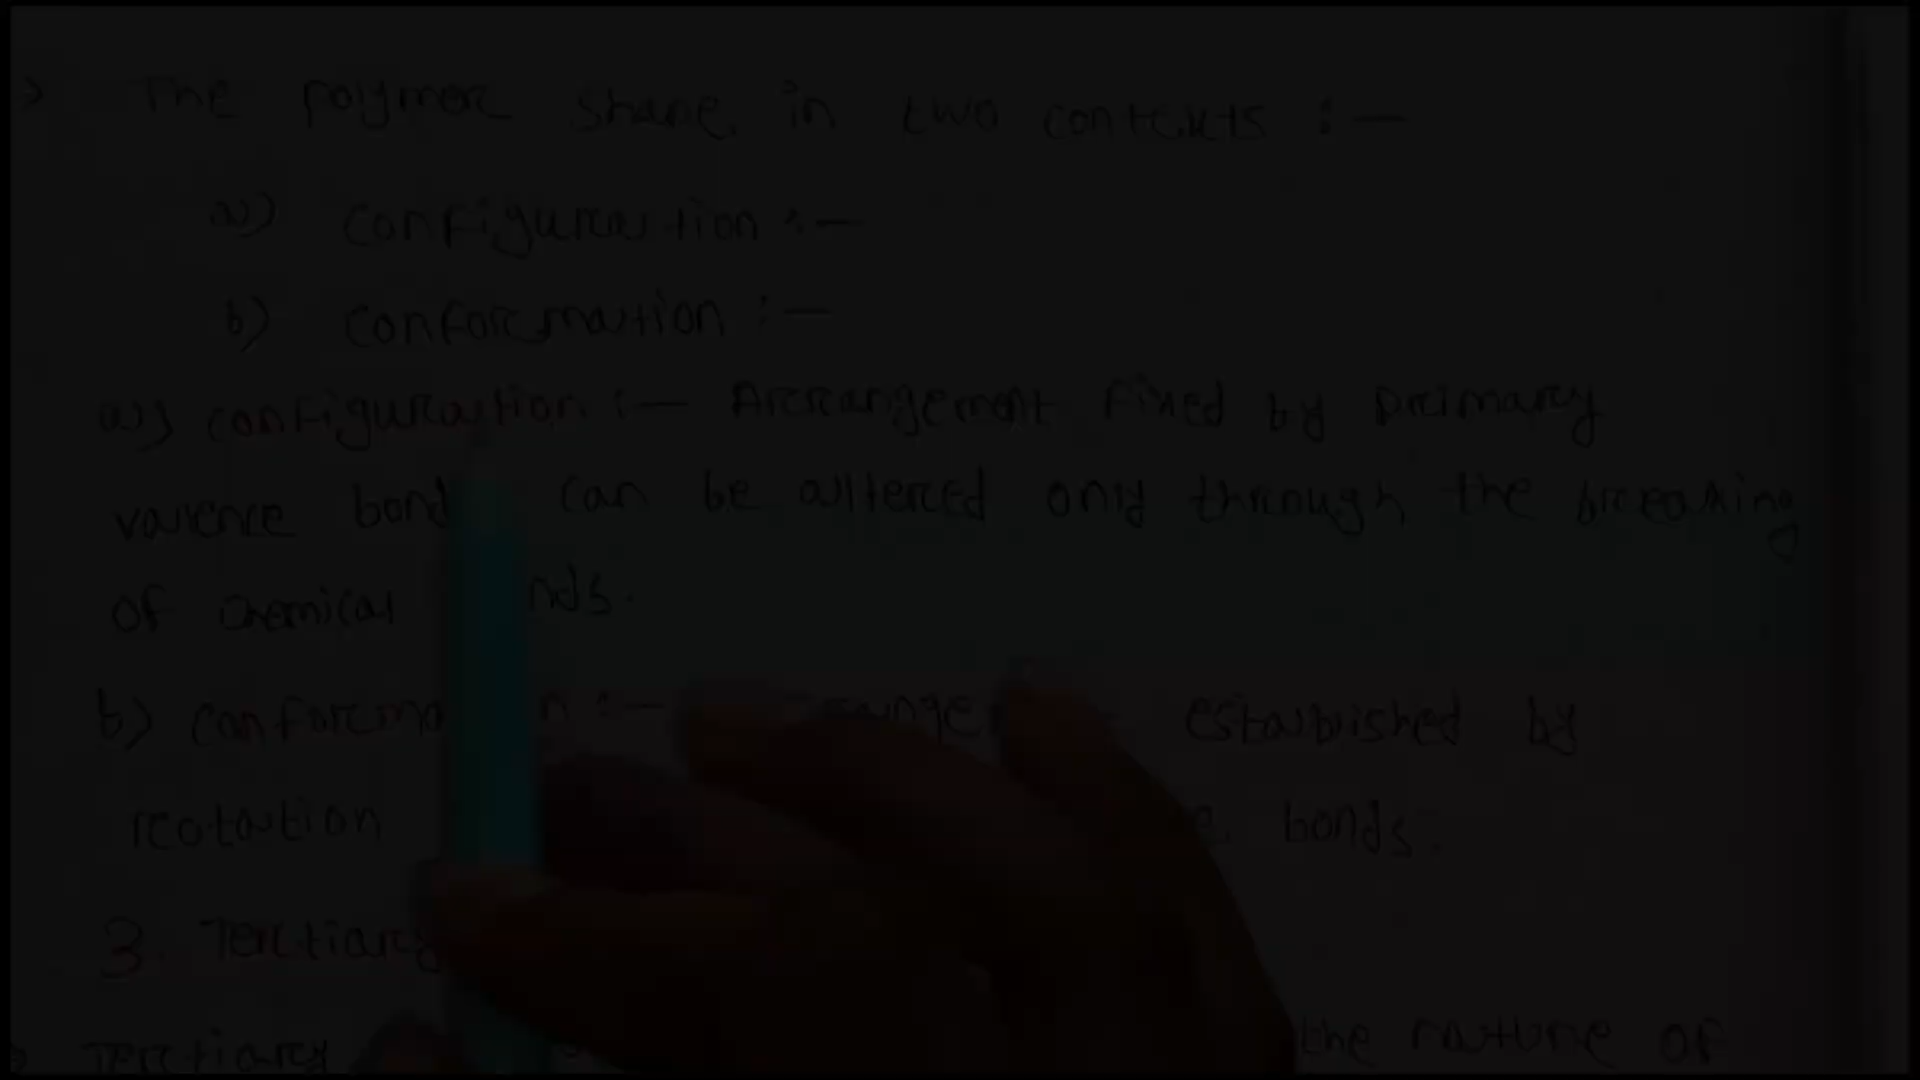 The polymer shape in two contexts :-
a) configuration :-
b) conformation :-
a) configuration :- Arrangement fixed by primary
valence bond can be altered only through the breaking
of chemical nds.
b) conforma n :- established by
rotation bonds.
3. Tertiary
Tertiary the nature of